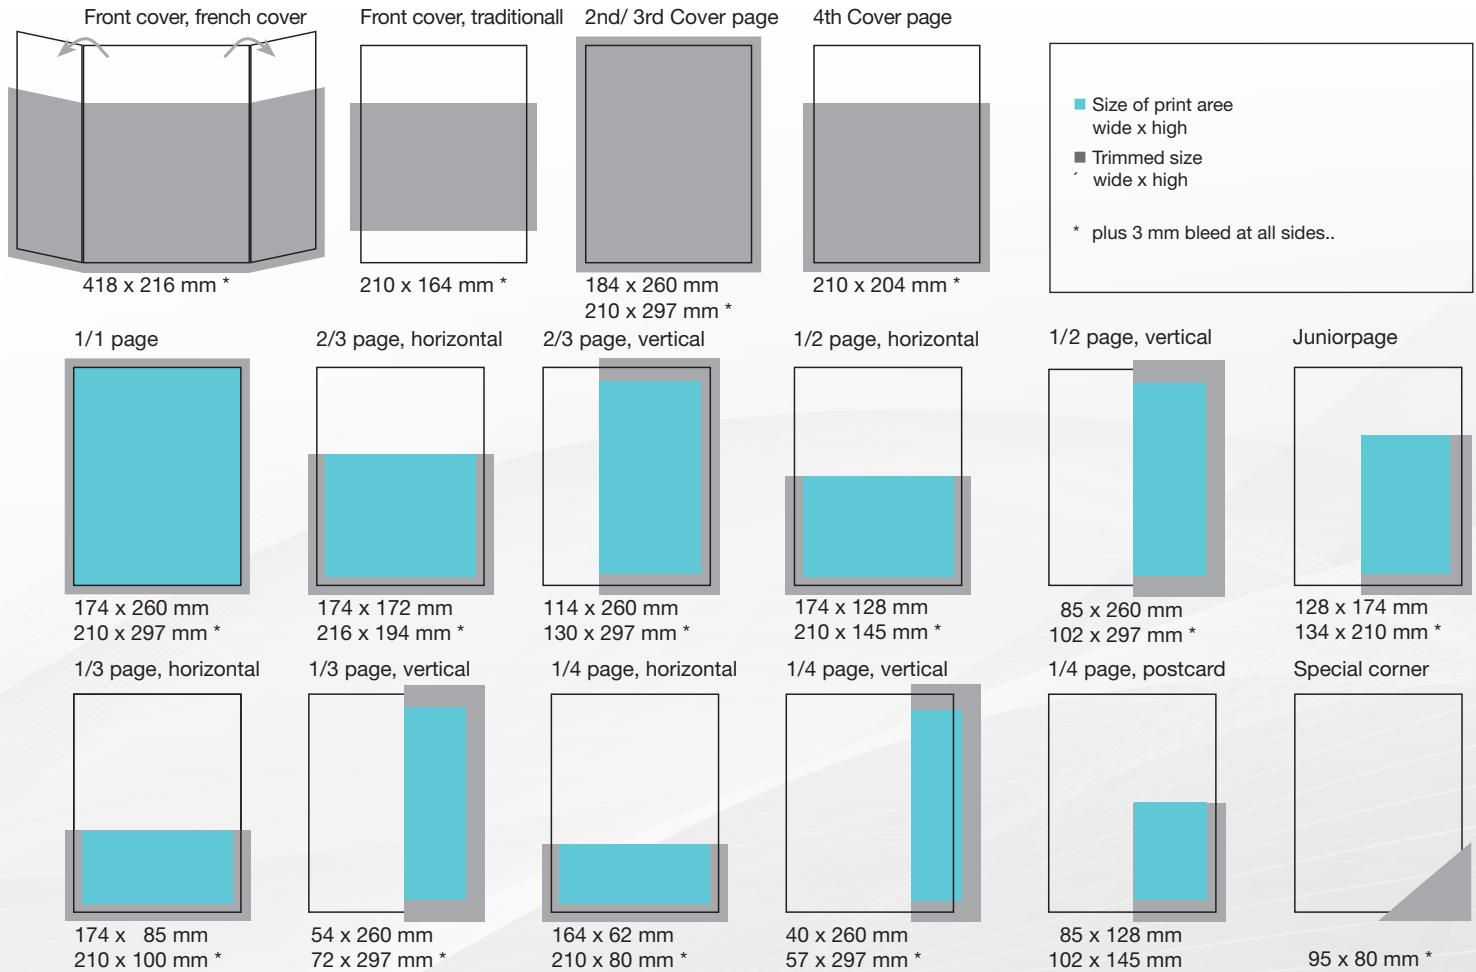 Front cover, french cover
418 x 216 mm *
Front cover, traditionall
210 x 164 mm *
2nd/ 3rd Cover page
184 x 260 mm
210 x 297 mm *
4th Cover page
210 x 204 mm *
Size of print area
wide x high
Trimmed size
´ wide x high
* plus 3 mm bleed at all sides..
1/1 page
174 x 260 mm
210 x 297 mm *
2/3 page, horizontal
174 x 172 mm
216 x 194 mm *
2/3 page, vertical
114 x 260 mm
130 x 297 mm *
1/2 page, horizontal
174 x 128 mm
210 x 145 mm *
1/2 page, vertical
85 x 260 mm
102 x 297 mm *
Juniorpage
128 x 174 mm
134 x 210 mm *
1/3 page, horizontal
174 x 85 mm
210 x 100 mm *
1/3 page, vertical
54 x 260 mm
72 x 297 mm *
1/4 page, horizontal
164 x 62 mm
210 x 80 mm *
1/4 page, vertical
40 x 260 mm
57 x 297 mm *
1/4 page, postcard
85 x 128 mm
102 x 145 mm
Special corner
95 x 80 mm *